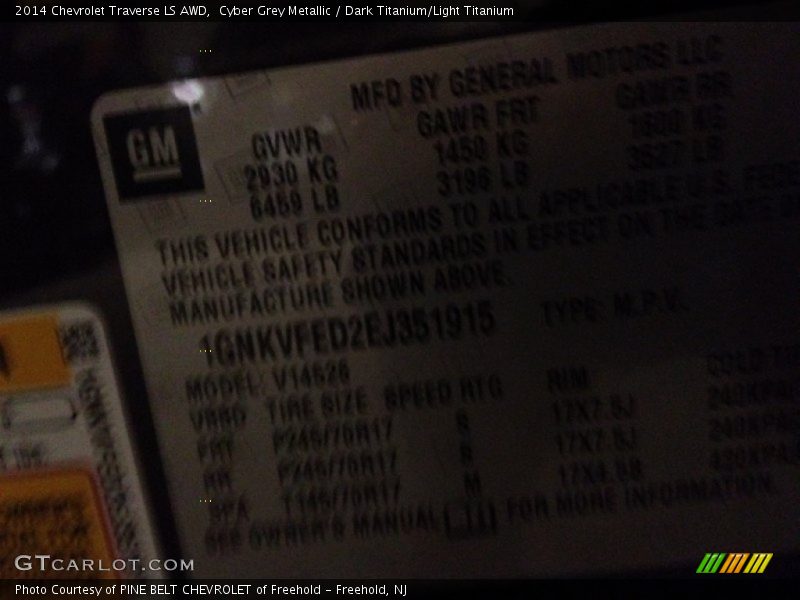 2014 Chevrolet Traverse LS AWD,  Cyber Grey Metallic / Dark Titanium/Light Titanium
MFD BY GENERAL MOTORS LLC
GM
GVWR GAWR FRT GAWR RR
2930 KG 1450 KG 1600 KG
6459 LB 3196 LB 3527 LB
THIS VEHICLE CONFORMS TO ALL APPLICABLE U.S.
VEHICLE SAFETY STANDARDS IN EFFECT ON THE DATE
MANUFACTURE SHOWN ABOVE.
1GNKVFED2EJ351915 TYPE: M.P.V.
MODEL: V14526
TIRE SIZE SPEED RTG RIM COLD
FRT P245/70R17 S 17X7.5J
RR P245/70R17 17X7.5J
SPA T145/70R17 M
SEE OWNER'S MANUAL FOR MORE INFORMATION.
GTCARLOT.COM
Photo Courtesy of PINE BELT CHEVROLET of Freehold - Freehold, NJ